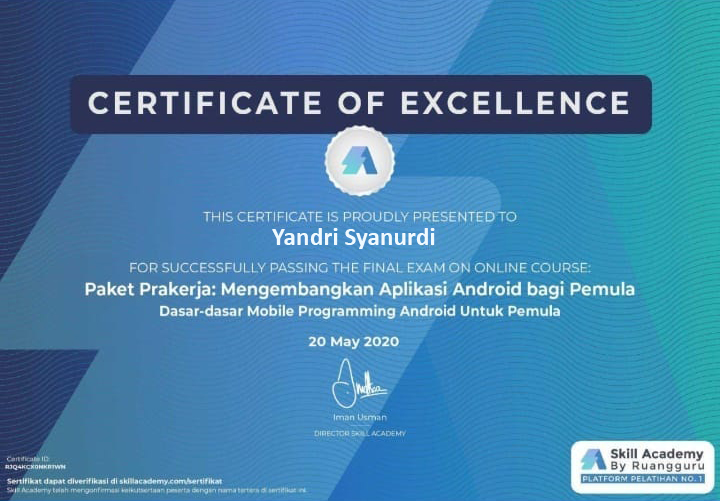 CERTIFICATE OF EXCELLENCE
THIS CERTIFICATE IS PROUDLY PRESENTED TO
Yandri Syanurdi
FOR SUCCESSFULLY PASSING THE FINAL EXAM ON ONLINE COURSE:
Paket Prakerja: Mengembangkan Aplikasi Android bagi Pemula
Dasar-dasar Mobile Programming Android Untuk Pemula
20 May 2020
Iman Usman
DIRECTOR SKILL ACADEMY
Certificate ID:
Sertifikat dapat diverifikasi di skillacademy.com/sertifikat
Skill Academy telah mengonfirmasi keikutsertaan peserta dengan nama tertera di sertifikat ini.
Skill Academy
By Ruangguru
PLATFORM PELATIHAN NO. 1